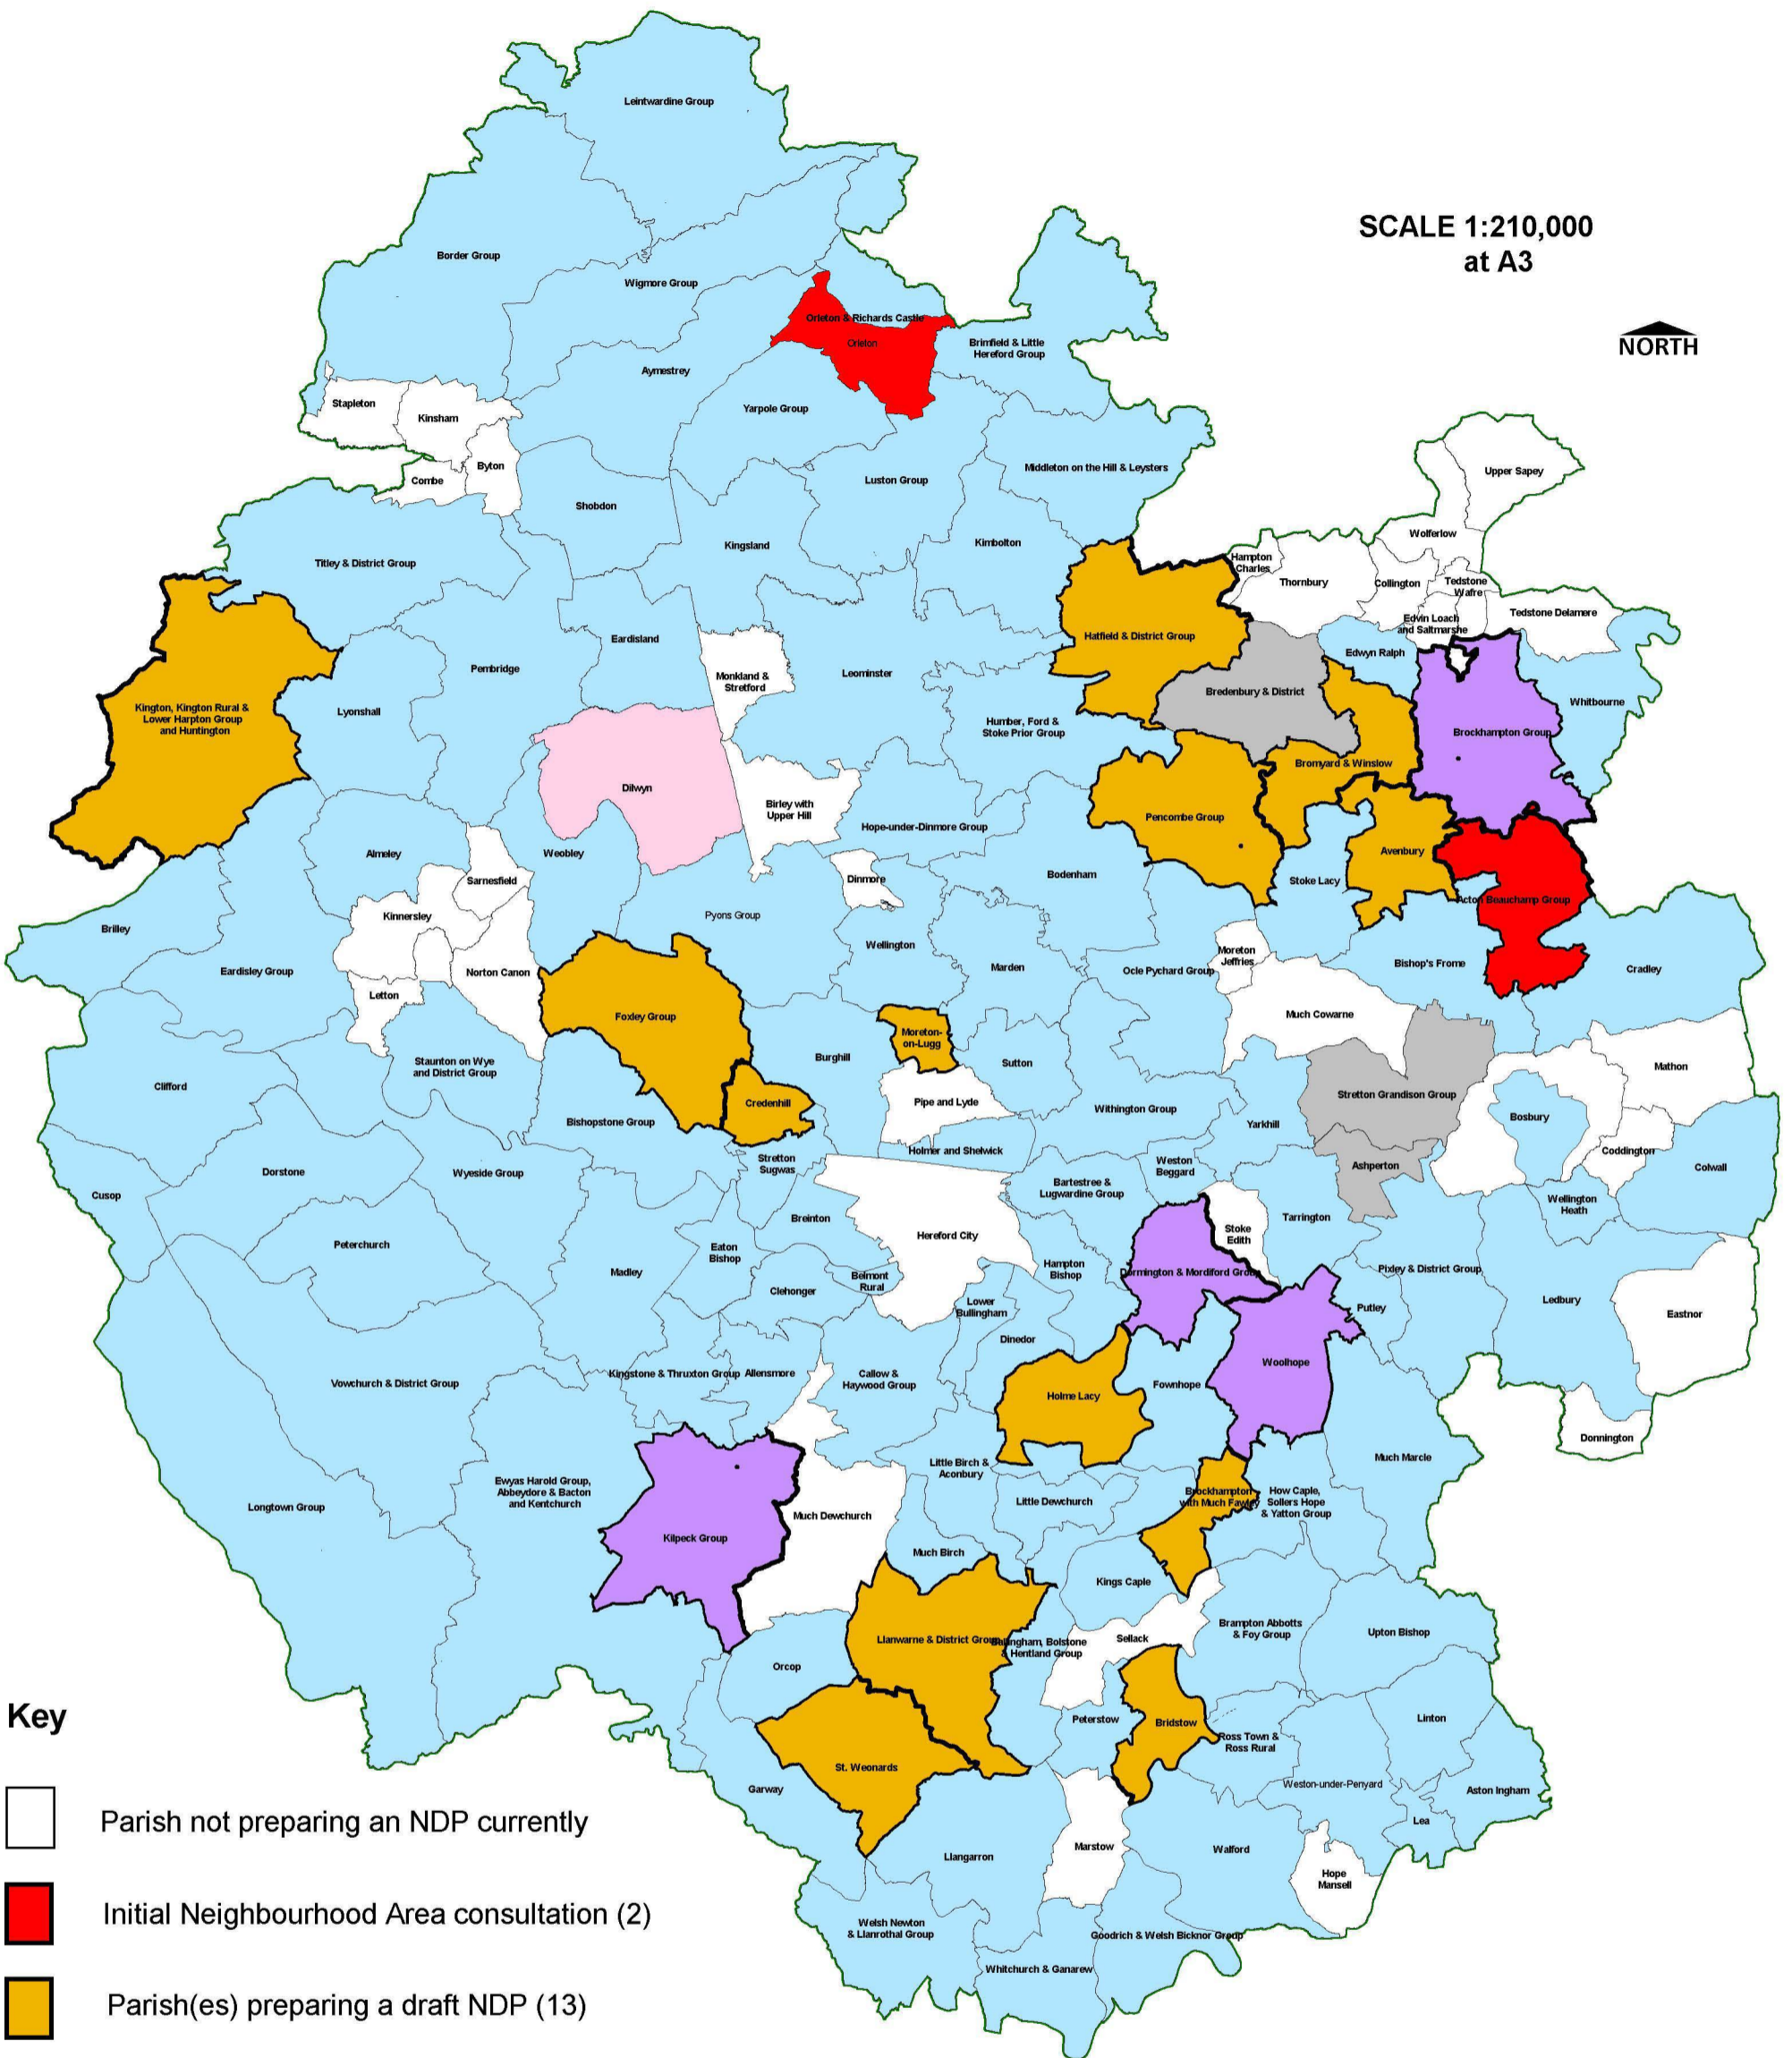 Leintwardine Group
SCALE 1:210,000
at A3
Border Group
Wigmore Group
Orleton & Richards Castle
Orleton
NORTH
Brimfield & Little
Hereford Group
Aymestrey
Stapleton
Yarpole Group
Kinsham
Byton
Middleton on the Hill & Leysters
Upper Sapey
Combe
Luston Group
Shobdon
Wolferlow
Kingsland
Kimbolton
Titley & District Group
Hampton
Charles
Thornbury
Collington
Tedstone
Wafre
Tedstone Delamere
Edvin Loach
and Saltmarshe
Hatfield & District Group
Eardisland
Edwyn Ralph
Pembridge
Monkland &
Stretford
Leominster
Bredenbury & District
Whitbourne
Kington, Kington Rural &
Lower Harpton Group
and Huntington
Lyonshall
Humber, Ford &
Stoke Prior Group
Brockhampton Group
Bromyard & Winslow
Dilwyn
Birley with
Upper Hill
Pencombe Group
Hope-under-Dinmore Group
Almeley
Weobley
Avenbury
Sarnesfield
Dinmore
Bodenham
Stoke Lacy
Acton Beauchamp Group
Kinnersley
Pyons Group
Brilley
Wellington
Moreton
Jeffries
Bishop's Frome
Eardisley Group
Norton Canon
Marden
Ocle Pychard Group
Cradley
Letton
Foxley Group
Much Cowarne
Moreton-
on-Lugg
Burghill
Sutton
Staunton on Wye
and District Group
Mathon
Clifford
Stretton Grandison Group
Credenhill
Pipe and Lyde
Withington Group
Bosbury
Bishopstone Group
Yarkhill
Holmer and Shelwick
Coddington
Stretton
Sugwas
Weston
Beggard
Ashperton
Colwall
Dorstone
Wyeside Group
Bartestree &
Lugwardine Group
Cusop
Wellington
Heath
Breinton
Tarrington
Stoke
Edith
Hereford City
Peterchurch
Eaton
Bishop
Hampton
Bishop
Dormington & Mordiford Group
Pixley & District Group
Madley
Belmont
Rural
Clehonger
Lower
Bullingham
Ledbury
Putley
Eastnor
Dinedor
Woolhope
Kingstone & Thruxton Group
Allensmore
Callow &
Haywood Group
Vowchurch & District Group
Fownhope
Holme Lacy
Donnington
Much Marcle
Little Birch &
Aconbury
Ewyas Harold Group,
Abbeydore & Bacton
and Kentchurch
Brockhampton
with Much Fawley
How Caple,
Sollers Hope
& Yatton Group
Little Dewchurch
Longtown Group
Much Dewchurch
Kilpeck Group
Much Birch
Kings Caple
Brampton Abbotts
& Foy Group
Upton Bishop
Llanwarne & District Group
Sellack
Ballingham, Bolstone
& Hentland Group
Orcop
Key
Peterstow
Bridstow
Linton
Ross Town &
Ross Rural
St. Weonards
Garway
Weston-under-Penyard
Aston Ingham
Parish not preparing an NDP currently
Lea
Marstow
Walford
Llangarron
Hope
Mansell
Initial Neighbourhood Area consultation (2)
Welsh Newton
& Llanrothal Group
Goodrich & Welsh Bicknor Group
Whitchurch & Ganarew
Parish(es) preparing a draft NDP (13)